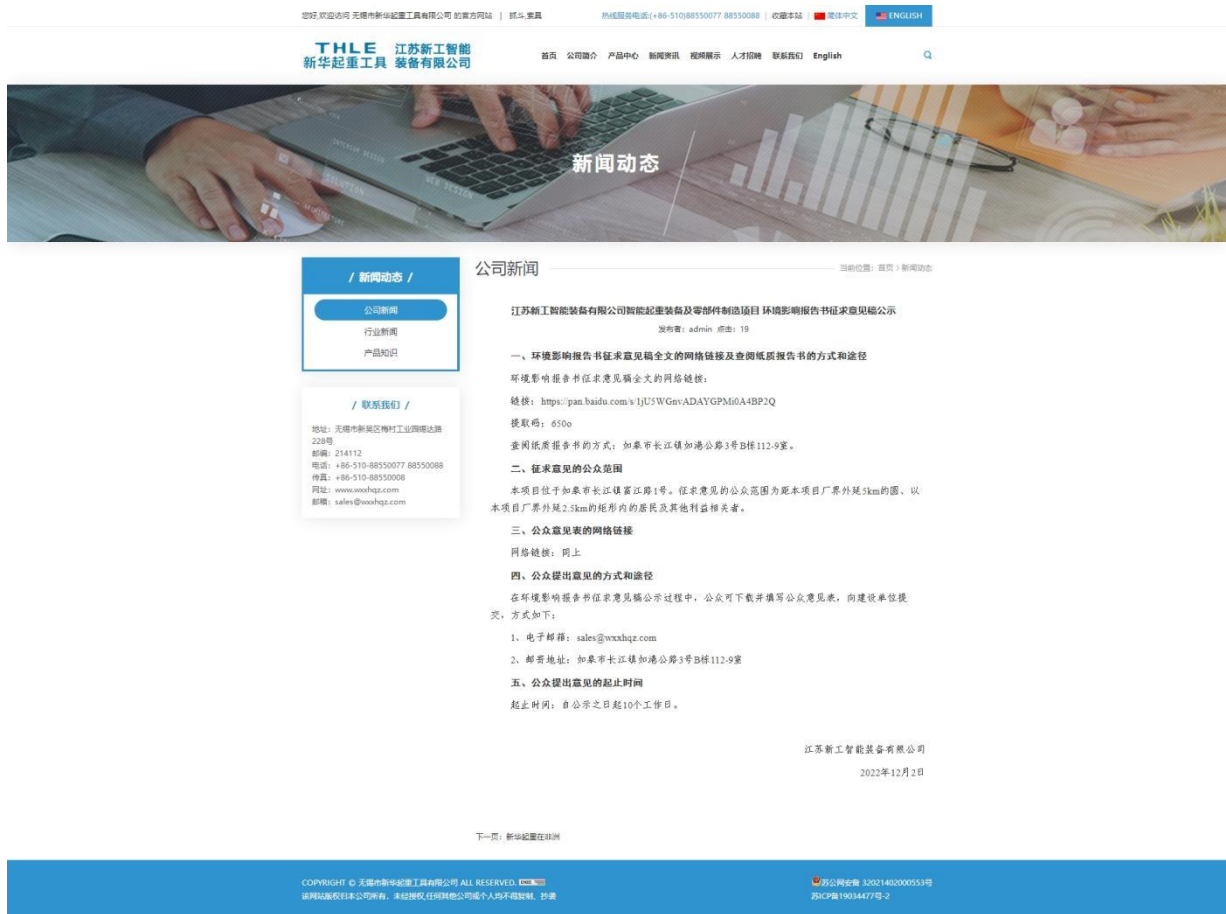 您好,欢迎访问 无锡市新华起重工具有限公司 的官方网站 | 抓斗,索具
热线服务电话:(+86-510)88550077 88550088 | 收藏本站 | 简体中文 ENGLISH
THLE 江苏新工智能
新华起重工具 装备有限公司
首页 公司简介 产品中心 新闻资讯 视频展示 人才招聘 联系我们 English
新闻动态
INTERIOR DESIGN
SOLUTION
WEB DESIGN
ARCHITECTURE
/ 新闻动态 /
公司新闻
行业新闻
产品知识
/ 联系我们 /
地址：无锡市新吴区梅村工业园锡达路
228号
邮编：214112
电话：+86-510-88550077 88550088
传真：+86-510-88550008
网址：www.wxxhqz.com
邮箱：sales@wxxhqz.com
公司新闻
当前位置：首页 > 新闻动态
江苏新工智能装备有限公司智能起重装备及零部件制造项目 环境影响报告书征求意见稿公示
发布者：admin 点击：19
一、环境影响报告书征求意见稿全文的网络链接及查阅纸质报告书的方式和途径
环境影响报告书征求意见稿全文的网络链接：
链接：https://pan.baidu.com/s/1jU5WGnvADAYGPMi0A4BP2Q
提取码：650o
查阅纸质报告书的方式：如皋市长江镇如港公路3号B栋112-9室。
二、征求意见的公众范围
本项目位于如皋市长江镇富江路1号。征求意见的公众范围为距本项目厂界外延5km的圆、以
本项目厂界外延2.5km的矩形内的居民及其他利益相关者。
三、公众意见表的网络链接
网络链接：同上
四、公众提出意见的方式和途径
在环境影响报告书征求意见稿公示过程中，公众可下载并填写公众意见表，向建设单位提
交，方式如下：
1、电子邮箱：sales@wxxhqz.com
2、邮寄地址：如皋市长江镇如港公路3号B栋112-9室
五、公众提出意见的起止时间
起止时间：自公示之日起10个工作日。
江苏新工智能装备有限公司
2022年12月2日
下一页：新华起重在非洲
COPYRIGHT © 无锡市新华起重工具有限公司 ALL RESERVED.
该网站版权归本公司所有，未经授权,任何其他公司或个人均不得复制、抄袭
苏公网安备 32021402000553号
苏ICP备19034477号-2